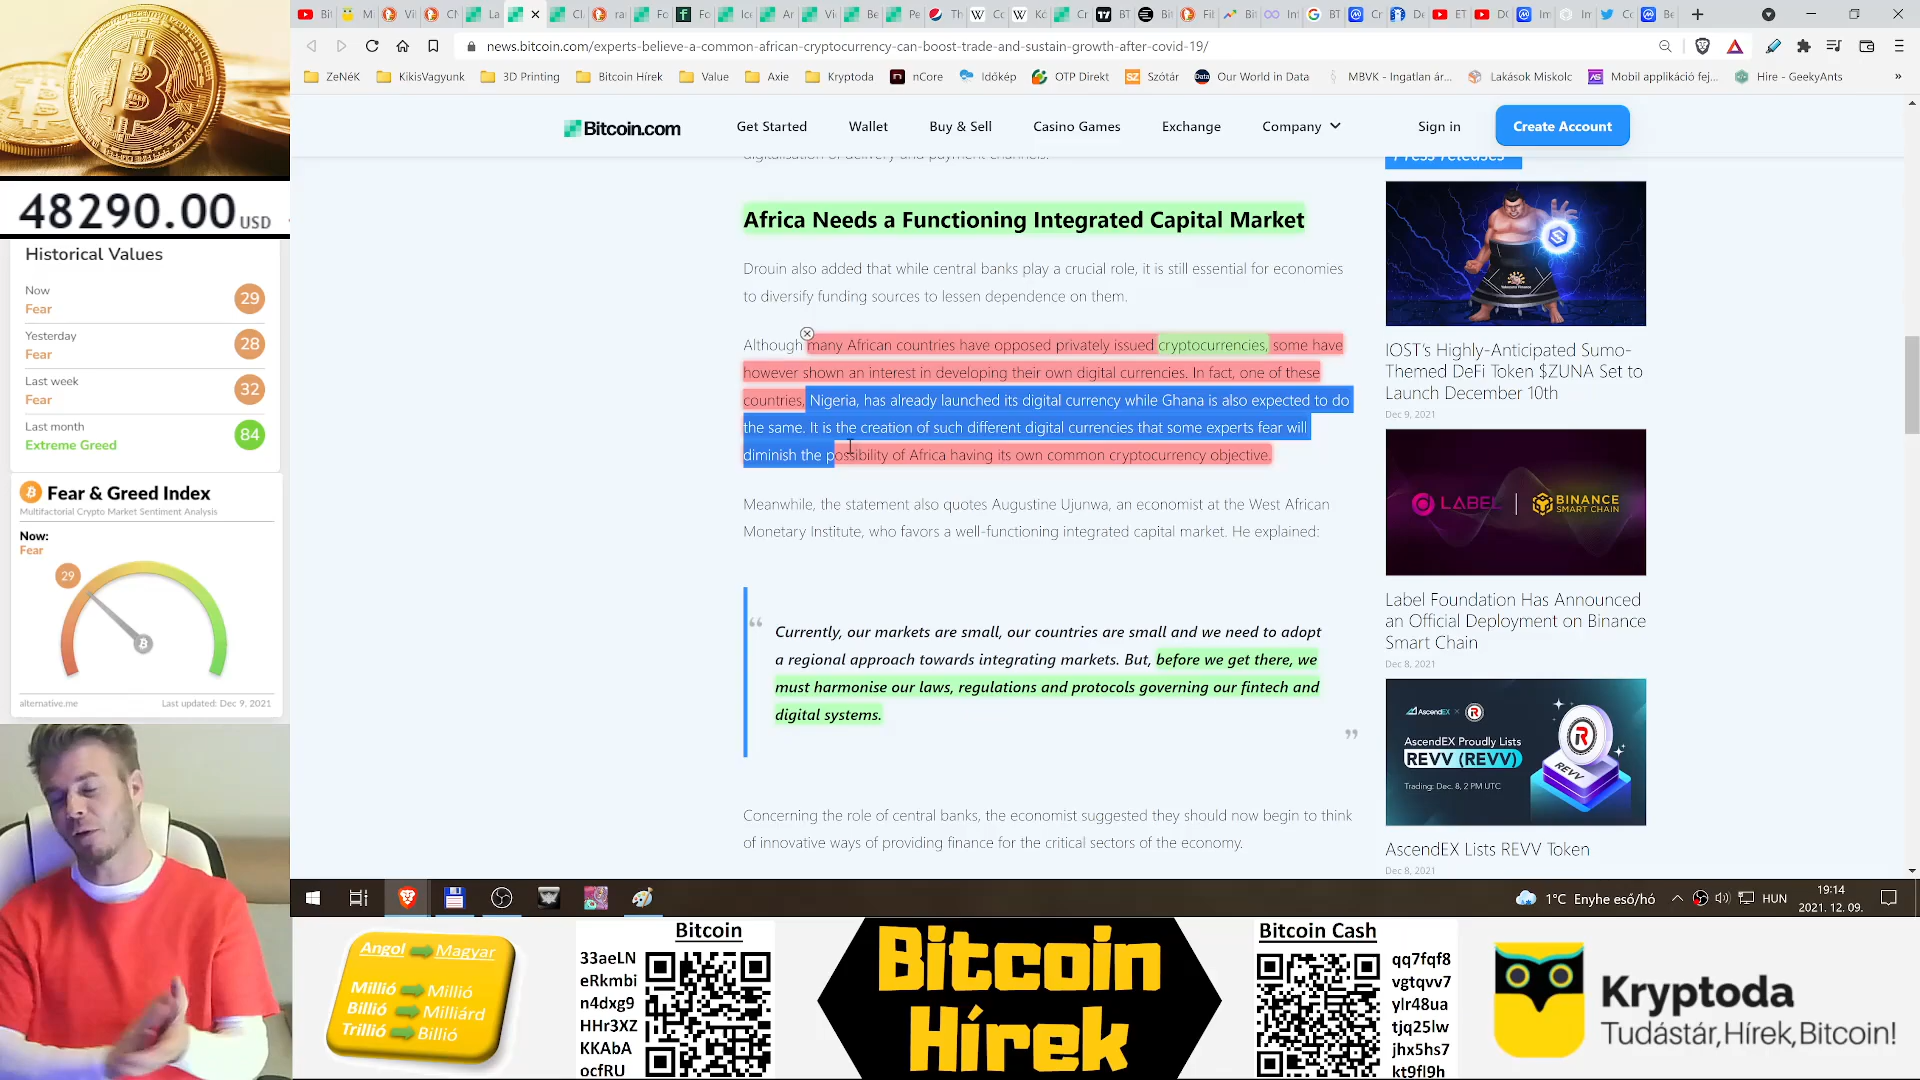 news.bitcoin.com/experts-believe-a-common-african-cryptocurrency-can-boost-trade-and-sustain-growth-after-covid-19/
ZeNéK KikisVagyunk 3D Printing Bitcoin Hírek Value Axie Kryptoda nCore Időkép OTP Direkt Szótár Our World in Data MBVK - Ingatlan ár... Lakások Miskolc Mobil applikáció fej... Hire - GeekyAnts »
Bitcoin.com Get Started Wallet Buy & Sell Casino Games Exchange Company Sign in Create Account
48290.00 USD
Historical Values
Now
Fear
29
Yesterday
Fear
28
Last week
Fear
32
Last month
Extreme Greed
84
Fear & Greed Index
Multifactorial Crypto Market Sentiment Analysis
Now:
Fear
29
alternative.me Last updated: Dec 9, 2021
digitalisation of delivery and payment channels.
Africa Needs a Functioning Integrated Capital Market
Drouin also added that while central banks play a crucial role, it is still essential for economies
to diversify funding sources to lessen dependence on them.
Although many African countries have opposed privately issued cryptocurrencies, some have
however shown an interest in developing their own digital currencies. In fact, one of these
countries, Nigeria, has already launched its digital currency while Ghana is also expected to do
the same. It is the creation of such different digital currencies that some experts fear will
diminish the possibility of Africa having its own common cryptocurrency objective.
Meanwhile, the statement also quotes Augustine Ujunwa, an economist at the West African
Monetary Institute, who favors a well-functioning integrated capital market. He explained:
“
Currently, our markets are small, our countries are small and we need to adopt
a regional approach towards integrating markets. But, before we get there, we
must harmonise our laws, regulations and protocols governing our fintech and
digital systems.
”
Concerning the role of central banks, the economist suggested they should now begin to think
of innovative ways of providing finance for the critical sectors of the economy.
Press releases
IOST’s Highly-Anticipated Sumo-
Themed DeFi Token $ZUNA Set to
Launch December 10th
Dec 9, 2021
LABEL | BINANCE
SMART CHAIN
Label Foundation Has Announced
an Official Deployment on Binance
Smart Chain
Dec 8, 2021
AscendEX × R
AscendEX Proudly Lists
REVV (REVV)
Trading: Dec. 8, 2 PM UTC
REVV
AscendEX Lists REVV Token
Dec 8, 2021
1°C Enyhe eső/hó HUN
19:14
2021. 12. 09.
Angol Magyar
Millió Millió
Billió Milliárd
Trillió Billió
Bitcoin
33aeLN
eRkmbi
n4dxg9
HHr3XZ
KKAbA
ocfRU
Bitcoin
Hírek
Bitcoin Cash
qq7fqf8
vgtqvv7
ylr48ua
tjq25lw
jhx5hs7
kt9fl9h
Kryptoda
Tudástár,Hírek,Bitcoin!